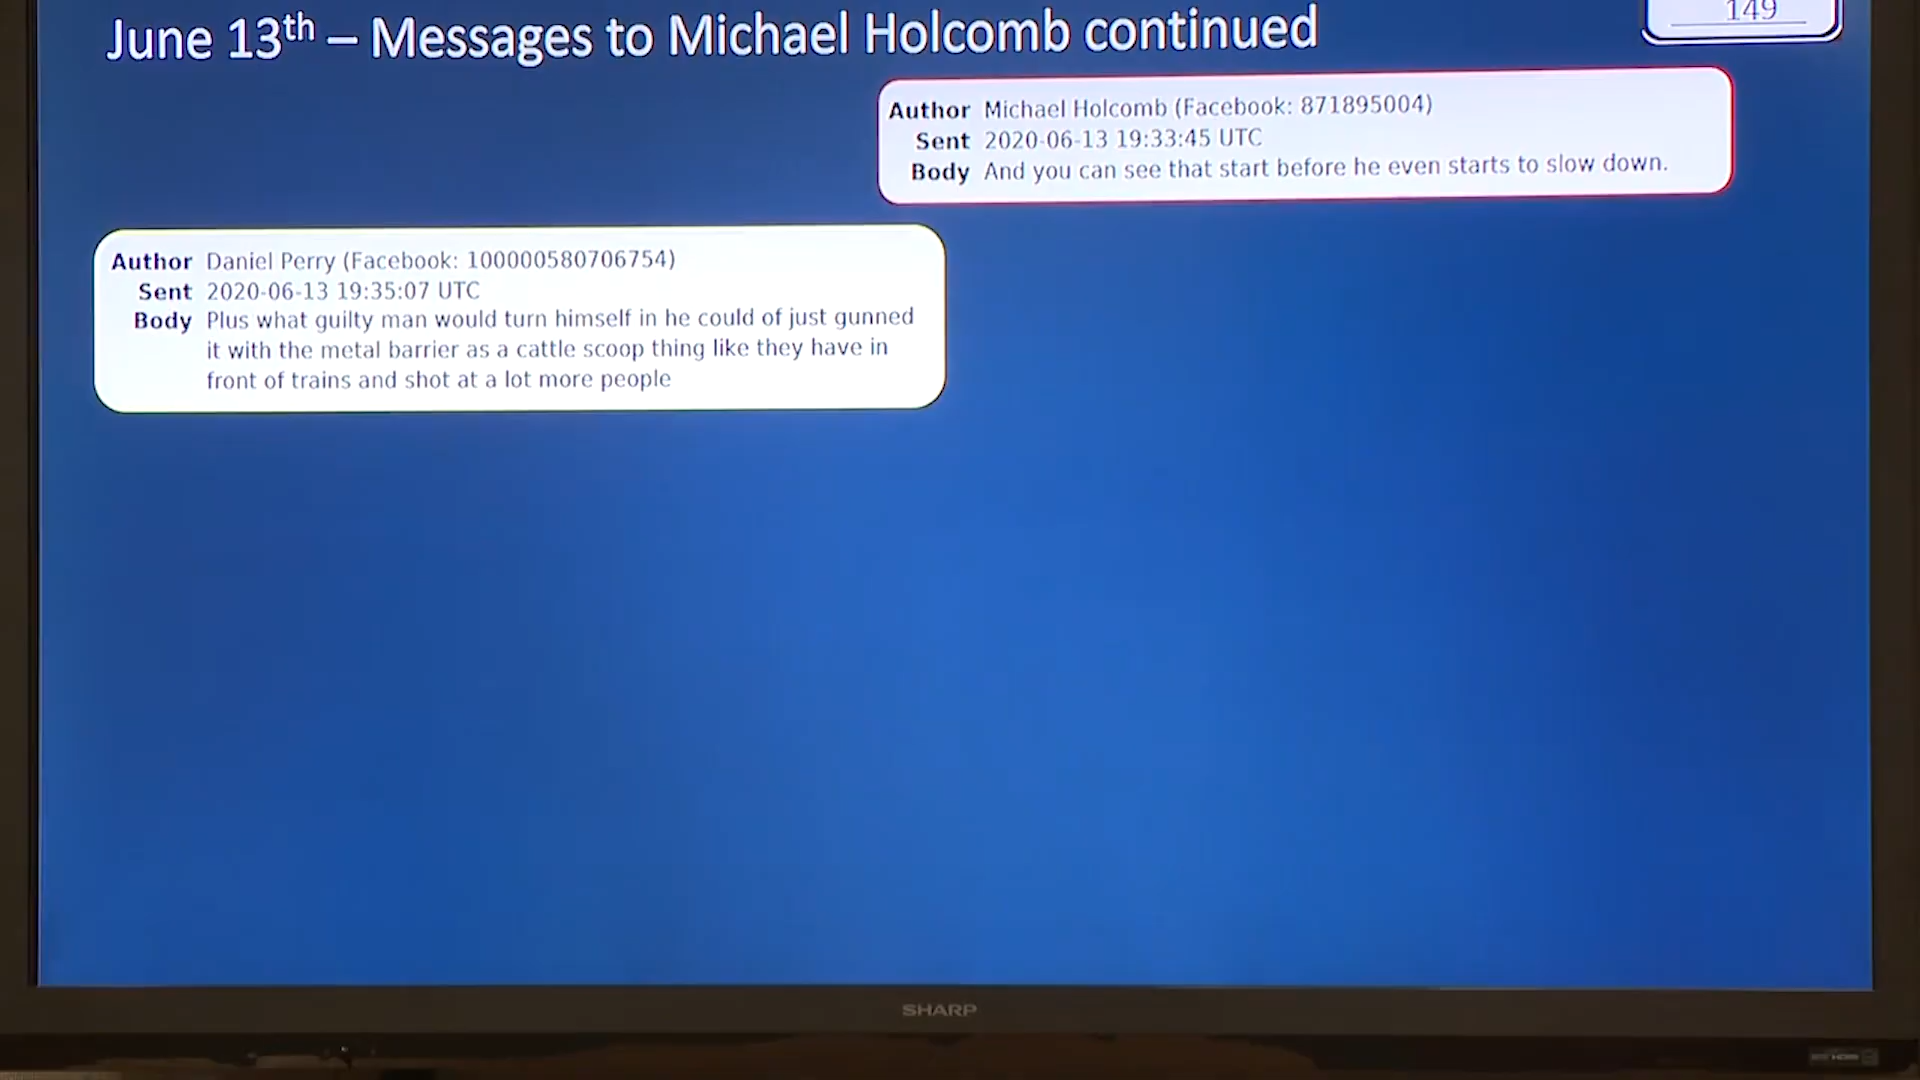 149
June 13th – Messages to Michael Holcomb continued
Author Michael Holcomb (Facebook: 871895004)
Sent 2020-06-13 19:33:45 UTC
Body And you can see that start before he even starts to slow down.
Author Daniel Perry (Facebook: 100000580706754)
Sent 2020-06-13 19:35:07 UTC
Body Plus what guilty man would turn himself in he could of just gunned
it with the metal barrier as a cattle scoop thing like they have in
front of trains and shot at a lot more people
SHARP
HDMI